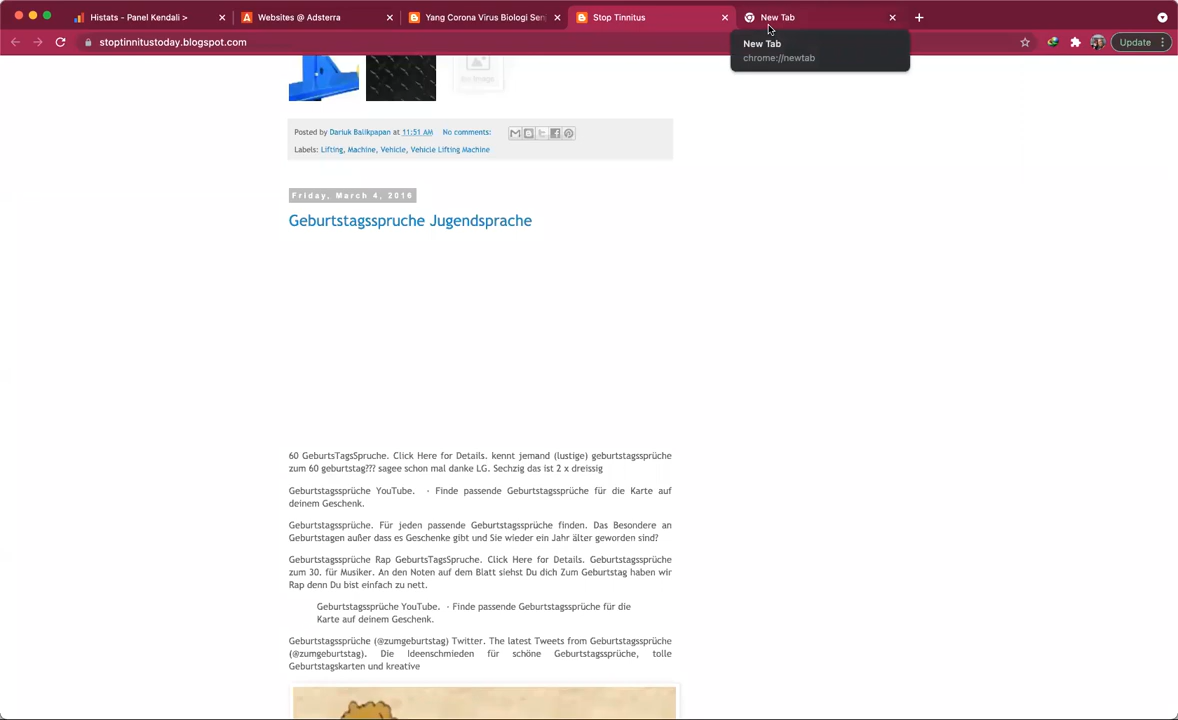 Histats - Panel Kendali >
Websites @ Adsterra
Yang Corona Virus Biologi Sen
Stop Tinnitus
New Tab
stoptinnitustoday.blogspot.com
Update
New Tab
chrome://newtab
No Image
Posted by Dariuk Balikpapan at 11:51 AM No comments:
Labels: Lifting, Machine, Vehicle, Vehicle Lifting Machine
Friday, March 4, 2016
Geburtstagsspruche Jugendsprache
60 GeburtsTagsSpruche. Click Here for Details. kennt jemand (lustige) geburtstagssprüche
zum 60 geburtstag??? sagee schon mal danke LG. Sechzig das ist 2 x dreissig
Geburtstagssprüche YouTube. · Finde passende Geburtstagssprüche für die Karte auf
deinem Geschenk.
Geburtstagssprüche. Für jeden passende Geburtstagssprüche finden. Das Besondere an
Geburtstagen außer dass es Geschenke gibt und Sie wieder ein Jahr älter geworden sind?
Geburtstagssprüche Rap GeburtsTagsSpruche. Click Here for Details. Geburtstagssprüche
zum 30. für Musiker. An den Noten auf dem Blatt siehst Du dich Zum Geburtstag haben wir
Rap denn Du bist einfach zu nett.
Geburtstagssprüche YouTube. · Finde passende Geburtstagssprüche für die
Karte auf deinem Geschenk.
Geburtstagssprüche (@zumgeburtstag) Twitter. The latest Tweets from Geburtstagssprüche
(@zumgeburtstag). Die Ideenschmieden für schöne Geburtstagssprüche, tolle
Geburtstagskarten und kreative